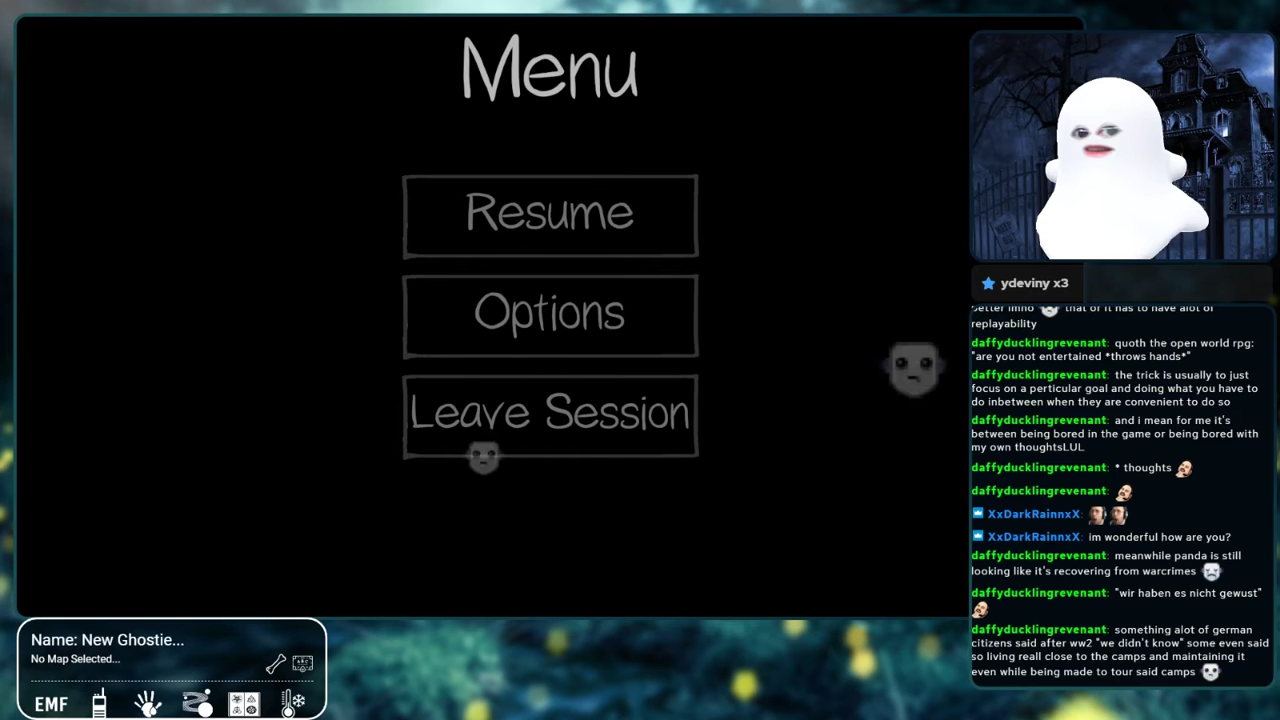 Menu
Resume
Options
Leave Session
ydeviny x3
better imho that or it has to have alot of
replayability
daffyducklingrevenant: quoth the open world rpg:
"are you not entertained *throws hands*"
daffyducklingrevenant: the trick is usually to just
focus on a perticular goal and doing what you have to
do inbetween when they are convenient to do so
daffyducklingrevenant: and i mean for me it's
between being bored in the game or being bored with
my own thoughtsLUL
daffyducklingrevenant: * thoughts
daffyducklingrevenant:
XxDarkRainnxX:
XxDarkRainnxX: im wonderful how are you?
daffyducklingrevenant: meanwhile panda is still
looking like it's recovering from warcrimes
daffyducklingrevenant: "wir haben es nicht gewust"
daffyducklingrevenant: something alot of german
citizens said after ww2 "we didn't know" some even said
so living reall close to the camps and maintaining it
even while being made to tour said camps
Name: New Ghostie...
No Map Selected...
EMF